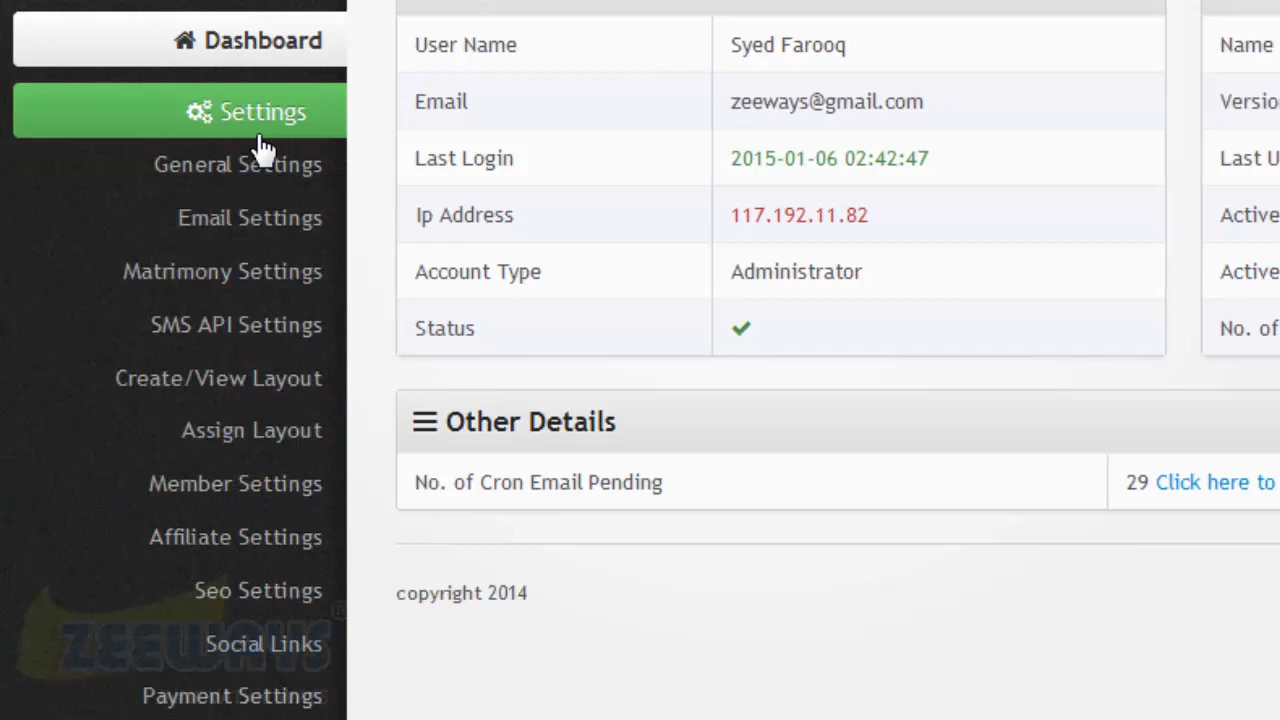 Dashboard
Settings
General Settings
Email Settings
Matrimony Settings
SMS API Settings
Create/View Layout
Assign Layout
Member Settings
Affiliate Settings
Seo Settings
Social Links
Payment Settings
ZEEWAYS®
User Name Syed Farooq
Email zeeways@gmail.com
Last Login 2015-01-06 02:42:47
Ip Address 117.192.11.82
Account Type Administrator
Status
Name
Versio
Last U
Active
Active
No. of
Other Details
No. of Cron Email Pending 29 Click here to
copyright 2014